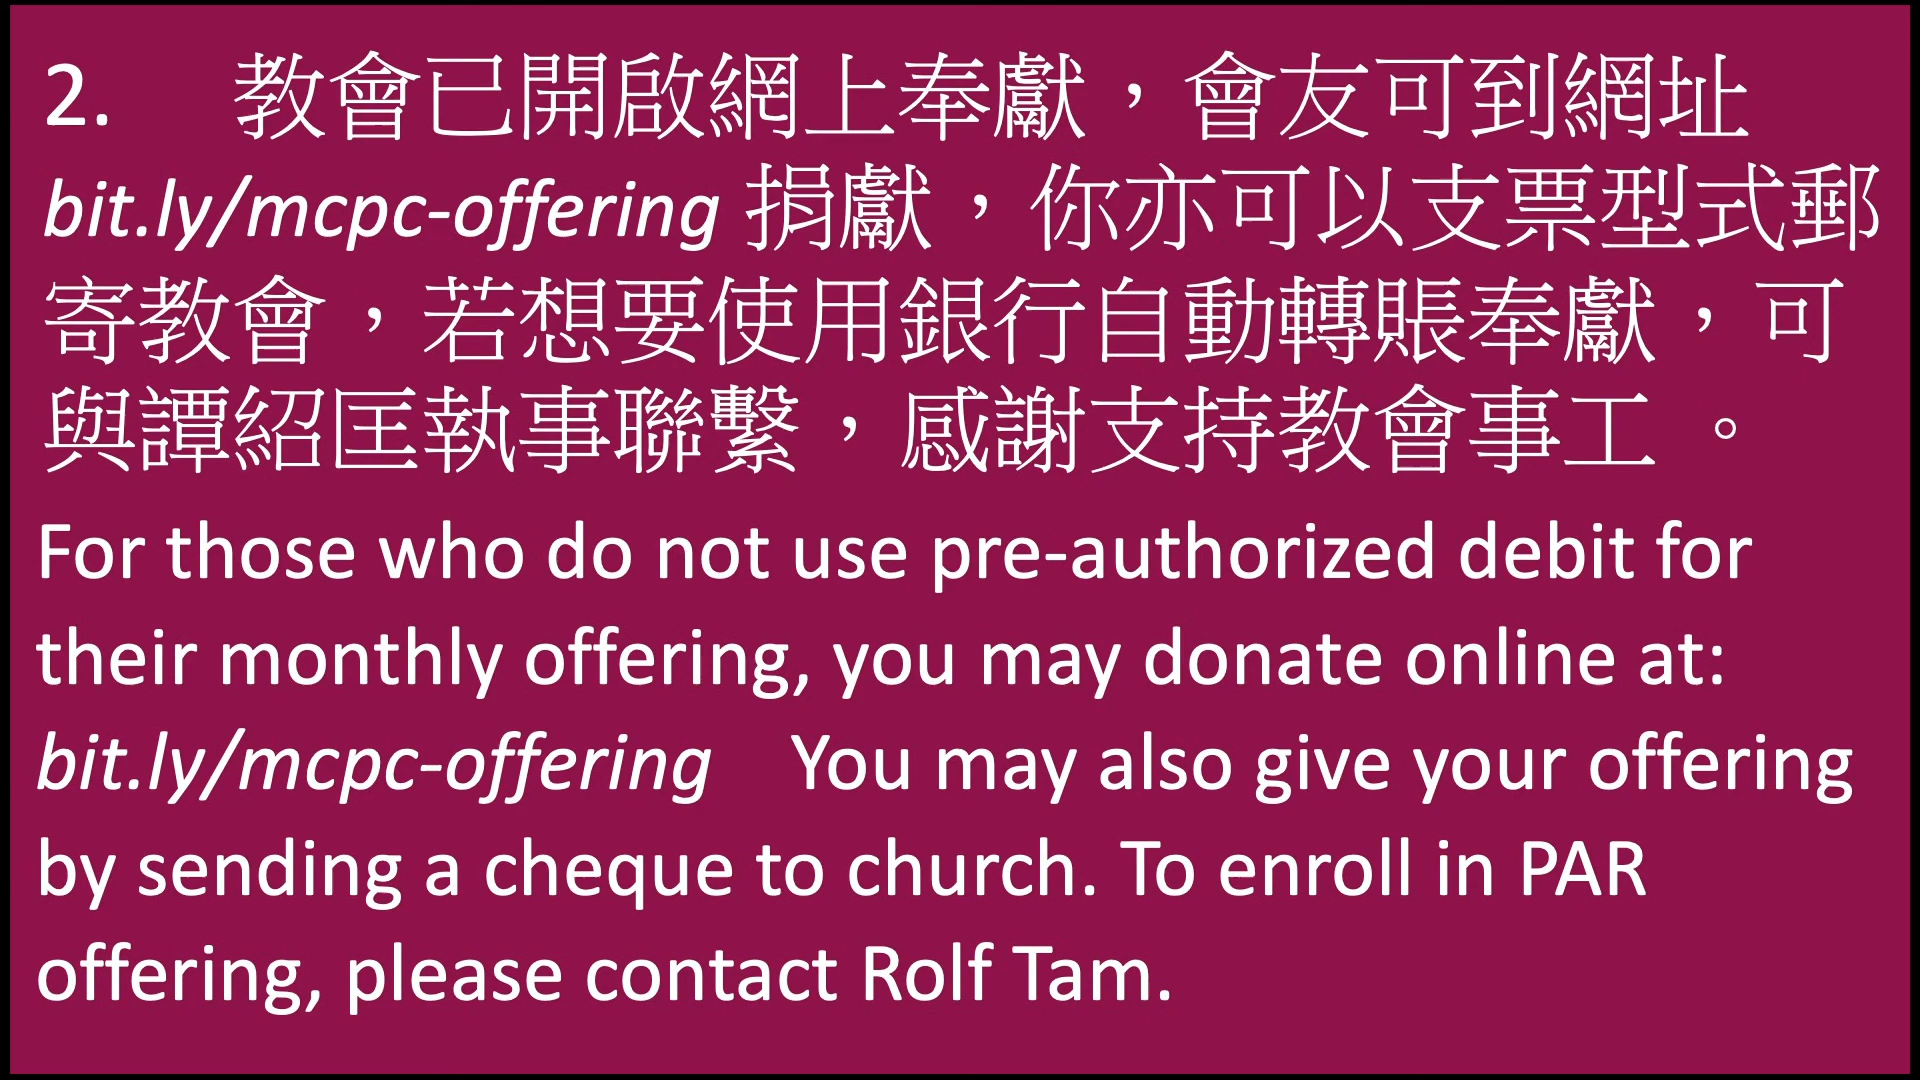 2. 教會已開啟網上奉獻，會友可到網址
bit.ly/mcpc-offering 捐獻，你亦可以支票型式郵
寄教會，若想要使用銀行自動轉賬奉獻，可
與譚紹匡執事聯繫，感謝支持教會事工 。
For those who do not use pre-authorized debit for
their monthly offering, you may donate online at:
bit.ly/mcpc-offering You may also give your offering
by sending a cheque to church. To enroll in PAR
offering, please contact Rolf Tam.